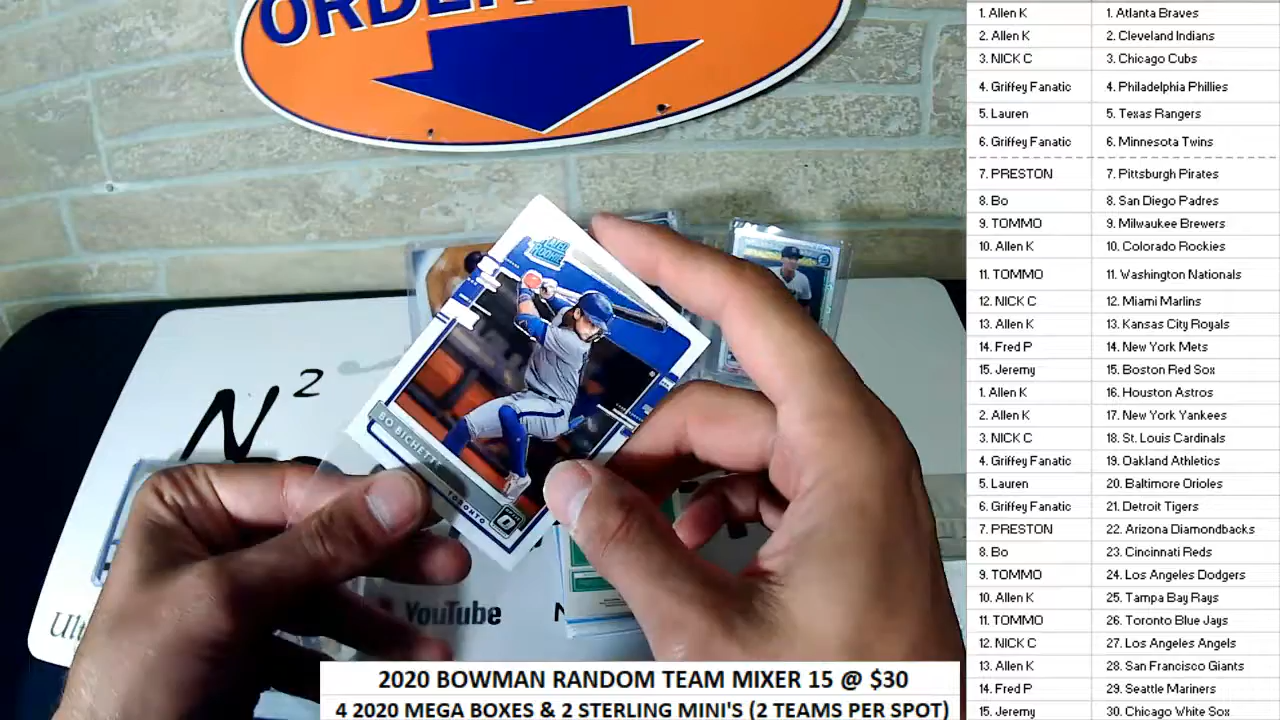 ORDER
N²
RATED ROOKIE
BO BICHETTE
TORONTO
YouTube
N
Ult
2020 BOWMAN RANDOM TEAM MIXER 15 @ $30
4 2020 MEGA BOXES & 2 STERLING MINI'S (2 TEAMS PER SPOT)
1. Allen K 1. Atlanta Braves
2. Allen K 2. Cleveland Indians
3. NICK C 3. Chicago Cubs
4. Griffey Fanatic 4. Philadelphia Phillies
5. Lauren 5. Texas Rangers
6. Griffey Fanatic 6. Minnesota Twins
7. PRESTON 7. Pittsburgh Pirates
8. Bo 8. San Diego Padres
9. TOMMO 9. Milwaukee Brewers
10. Allen K 10. Colorado Rockies
11. TOMMO 11. Washington Nationals
12. NICK C 12. Miami Marlins
13. Allen K 13. Kansas City Royals
14. Fred P 14. New York Mets
15. Jeremy 15. Boston Red Sox
1. Allen K 16. Houston Astros
2. Allen K 17. New York Yankees
3. NICK C 18. St. Louis Cardinals
4. Griffey Fanatic 19. Oakland Athletics
5. Lauren 20. Baltimore Orioles
6. Griffey Fanatic 21. Detroit Tigers
7. PRESTON 22. Arizona Diamondbacks
8. Bo 23. Cincinnati Reds
9. TOMMO 24. Los Angeles Dodgers
10. Allen K 25. Tampa Bay Rays
11. TOMMO 26. Toronto Blue Jays
12. NICK C 27. Los Angeles Angels
13. Allen K 28. San Francisco Giants
14. Fred P 29. Seattle Mariners
15. Jeremy 30. Chicago White Sox